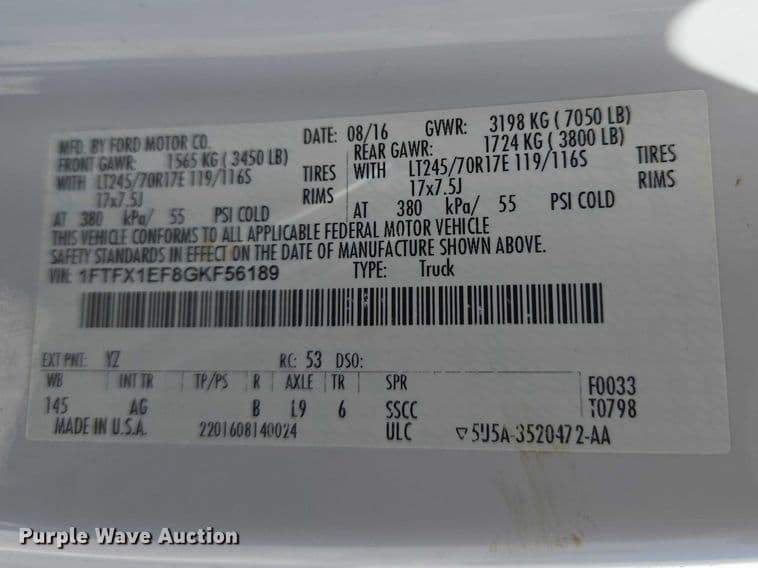 MFD. BY FORD MOTOR CO. DATE: 08/16 GVWR: 3198 KG ( 7050 LB)
FRONT GAWR: 1565 KG ( 3450 LB) REAR GAWR: 1724 KG ( 3800 LB)
WITH LT245/70R17E 119/116S TIRES WITH LT245/70R17E 119/116S TIRES
17x7.5J RIMS 17x7.5J RIMS
AT 380 kPa/ 55 PSI COLD AT 380 kPa/ 55 PSI COLD
THIS VEHICLE CONFORMS TO ALL APPLICABLE FEDERAL MOTOR VEHICLE
SAFETY STANDARDS IN EFFECT ON THE DATE OF MANUFACTURE SHOWN ABOVE.
VIN: 1FTFX1EF8GKF56189 TYPE: Truck
EXT PNT: YZ RC: 53 DSO:
WB INT TR TP/PS R AXLE TR SPR F0033
145 AG B L9 6 SSCC T0798
MADE IN U.S.A. 2201608140024 ULC 5U5A-3520472-AA
Purple Wave Auction